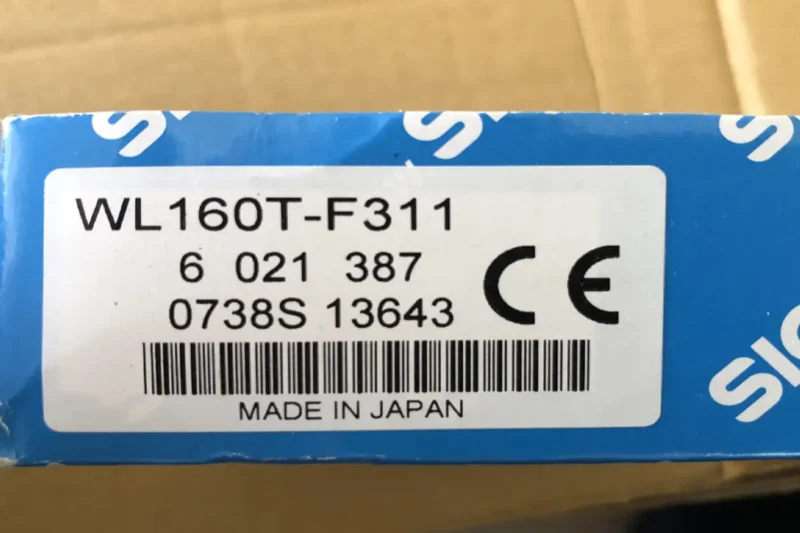 WL160T-F311
6 021 387
0738S 13643
CE
MADE IN JAPAN